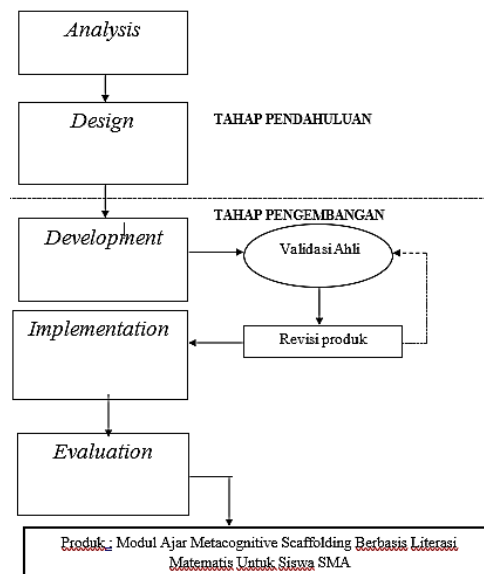 Analysis
Design
TAHAP PENDAHULUAN
TAHAP PENGEMBANGAN
Development
Validasi Ahli
Implementation
Revisi produk
Evaluation
Produk : Modul Ajar Metacognitive Scaffolding Berbasis Literasi
Matematis Untuk Siswa SMA